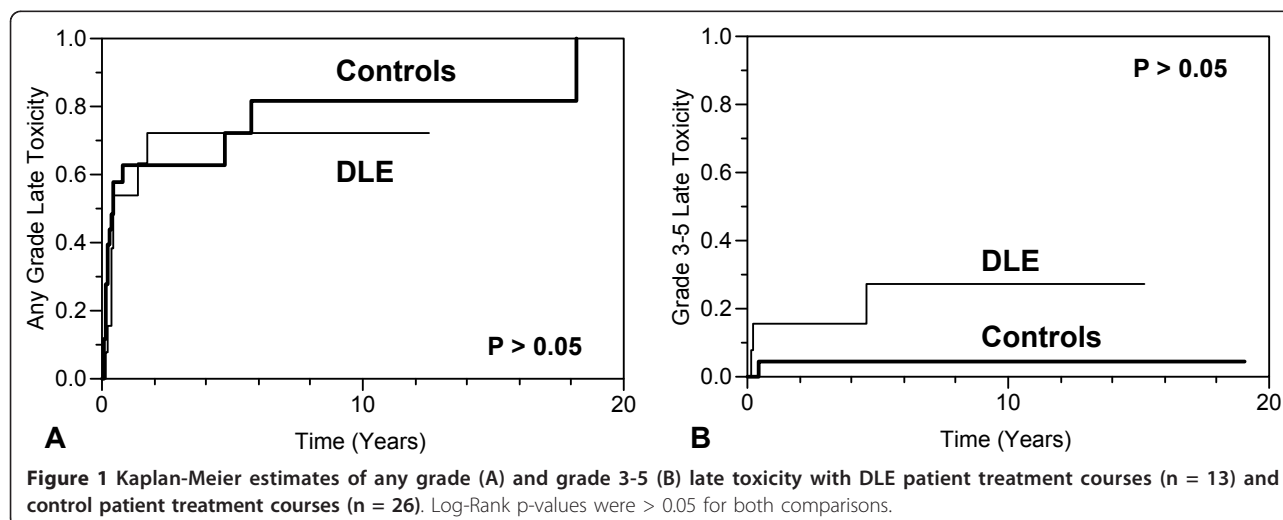 1.0
0.8
0.6
0.4
0.2
0.0
Any Grade Late Toxicity
Controls
DLE
P > 0.05
0
10
20
A
Time (Years)
1.0
0.8
0.6
0.4
0.2
0.0
Grade 3-5 Late Toxicity
P > 0.05
DLE
Controls
0
10
20
B
Time (Years)
Figure 1 Kaplan-Meier estimates of any grade (A) and grade 3-5 (B) late toxicity with DLE patient treatment courses (n = 13) and
control patient treatment courses (n = 26). Log-Rank p-values were > 0.05 for both comparisons.